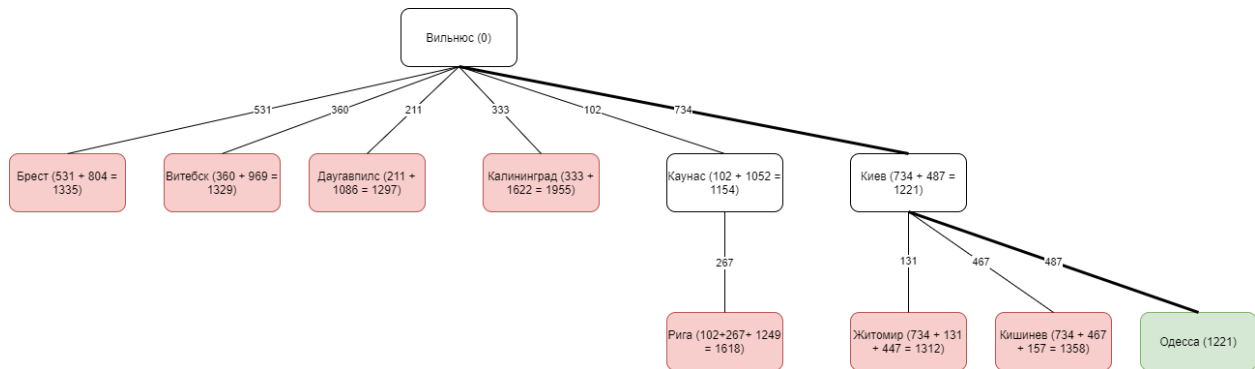 Вильнюс (0)
531
360
211
333
102
734
Брест (531 + 804 =
1335)
Витебск (360 + 969 =
1329)
Даугавпилс (211 +
1086 = 1297)
Калининград (333 +
1622 = 1955)
Каунас (102 + 1052 =
1154)
Киев (734 + 487 =
1221)
267
131
467
487
Рига (102+267+ 1249
= 1618)
Житомир (734 + 131
+ 447 = 1312)
Кишинев (734 + 467
+ 157 = 1358)
Одесса (1221)